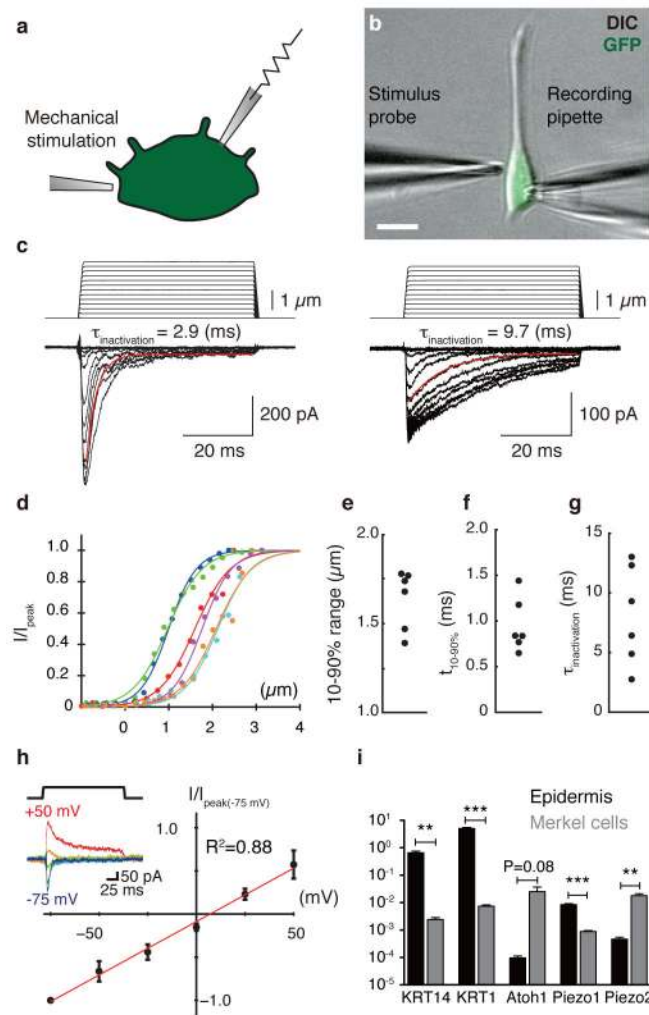 a
Mechanical
stimulation
b
DIC
GFP
Stimulus
probe
Recording
pipette
c
1 μm
τinactivation = 2.9 (ms)
200 pA
20 ms
1 μm
τinactivation = 9.7 (ms)
100 pA
20 ms
d
I/Ipeak
1.0
0.8
0.6
0.4
0.2
0
(μm)
0 1 2 3 4
e
10-90% range (μm)
2.0
1.5
1.0
f
t10-90% (ms)
2.0
1.5
1.0
0.5
0
g
τinactivation (ms)
15
10
5
0
h
+50 mV
-75 mV
50 pA
25 ms
I/Ipeak(-75 mV)
1.0
R²=0.88
(mV)
−50
50
−1.0
i
Epidermis
Merkel cells
10¹
10⁰
10⁻¹
10⁻²
10⁻³
10⁻⁴
10⁻⁵
**
***
P=0.08
***
**
KRT14 KRT1 Atoh1 Piezo1 Piezo2